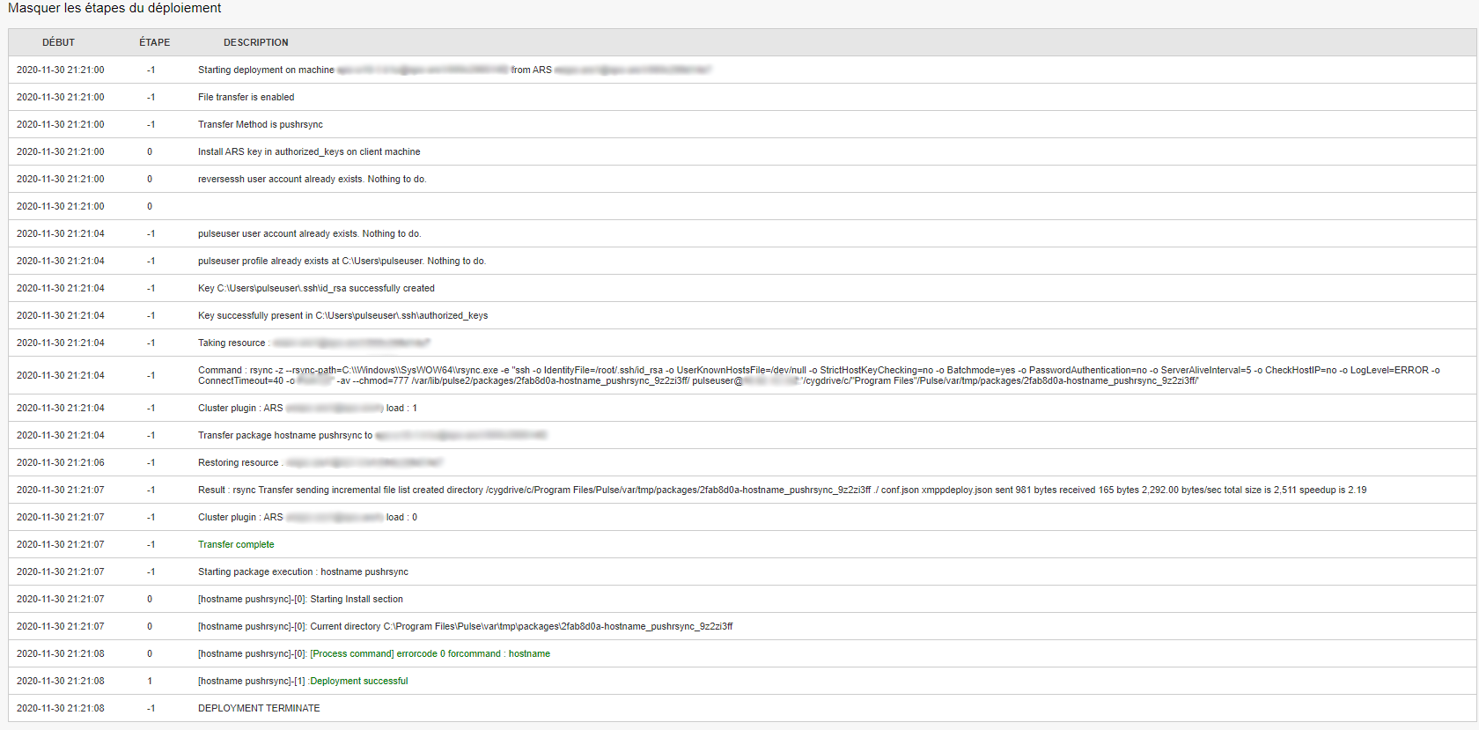 Masquer les étapes du déploiement
DÉBUT ÉTAPE DESCRIPTION
2020-11-30 21:21:00 -1 Starting deployment on machine from ARS
2020-11-30 21:21:00 -1 File transfer is enabled
2020-11-30 21:21:00 -1 Transfer Method is pushrsync
2020-11-30 21:21:00 0 Install ARS key in authorized_keys on client machine
2020-11-30 21:21:00 0 reversessh user account already exists. Nothing to do.
2020-11-30 21:21:00 0
2020-11-30 21:21:04 -1 pulseuser user account already exists. Nothing to do.
2020-11-30 21:21:04 -1 pulseuser profile already exists at C:\Users\pulseuser. Nothing to do.
2020-11-30 21:21:04 -1 Key C:\Users\pulseuser\.ssh\id_rsa successfully created
2020-11-30 21:21:04 -1 Key successfully present in C:\Users\pulseuser\.ssh\authorized_keys
2020-11-30 21:21:04 -1 Taking resource :
2020-11-30 21:21:04 -1 Command : rsync -z --rsync-path=C:\\Windows\\SysWOW64\\rsync.exe -e "ssh -o IdentityFile=/root/.ssh/id_rsa -o UserKnownHostsFile=/dev/null -o StrictHostKeyChecking=no -o Batchmode=yes -o PasswordAuthentication=no -o ServerAliveInterval=5 -o CheckHostIP=no -o LogLevel=ERROR -o
ConnectTimeout=40 -o " -av --chmod=777 /var/lib/pulse2/packages/2fab8d0a-hostname_pushrsync_9z2zi3ff/ pulseuser@ :'/cygdrive/c/"Program Files"/Pulse/var/tmp/packages/2fab8d0a-hostname_pushrsync_9z2zi3ff/'
2020-11-30 21:21:04 -1 Cluster plugin : ARS load : 1
2020-11-30 21:21:04 -1 Transfer package hostname pushrsync to
2020-11-30 21:21:06 -1 Restoring resource :
2020-11-30 21:21:07 -1 Result : rsync Transfer sending incremental file list created directory /cygdrive/c/Program Files/Pulse/var/tmp/packages/2fab8d0a-hostname_pushrsync_9z2zi3ff ./ conf.json xmppdeploy.json sent 981 bytes received 165 bytes 2,292.00 bytes/sec total size is 2,511 speedup is 2.19
2020-11-30 21:21:07 -1 Cluster plugin : ARS load : 0
2020-11-30 21:21:07 -1 Transfer complete
2020-11-30 21:21:07 -1 Starting package execution : hostname pushrsync
2020-11-30 21:21:07 0 [hostname pushrsync]-[0]: Starting Install section
2020-11-30 21:21:07 0 [hostname pushrsync]-[0]: Current directory C:\Program Files\Pulse\var\tmp\packages\2fab8d0a-hostname_pushrsync_9z2zi3ff
2020-11-30 21:21:08 0 [hostname pushrsync]-[0]: [Process command] errorcode 0 forcommand : hostname
2020-11-30 21:21:08 1 [hostname pushrsync]-[1] :Deployment successful
2020-11-30 21:21:08 -1 DEPLOYMENT TERMINATE